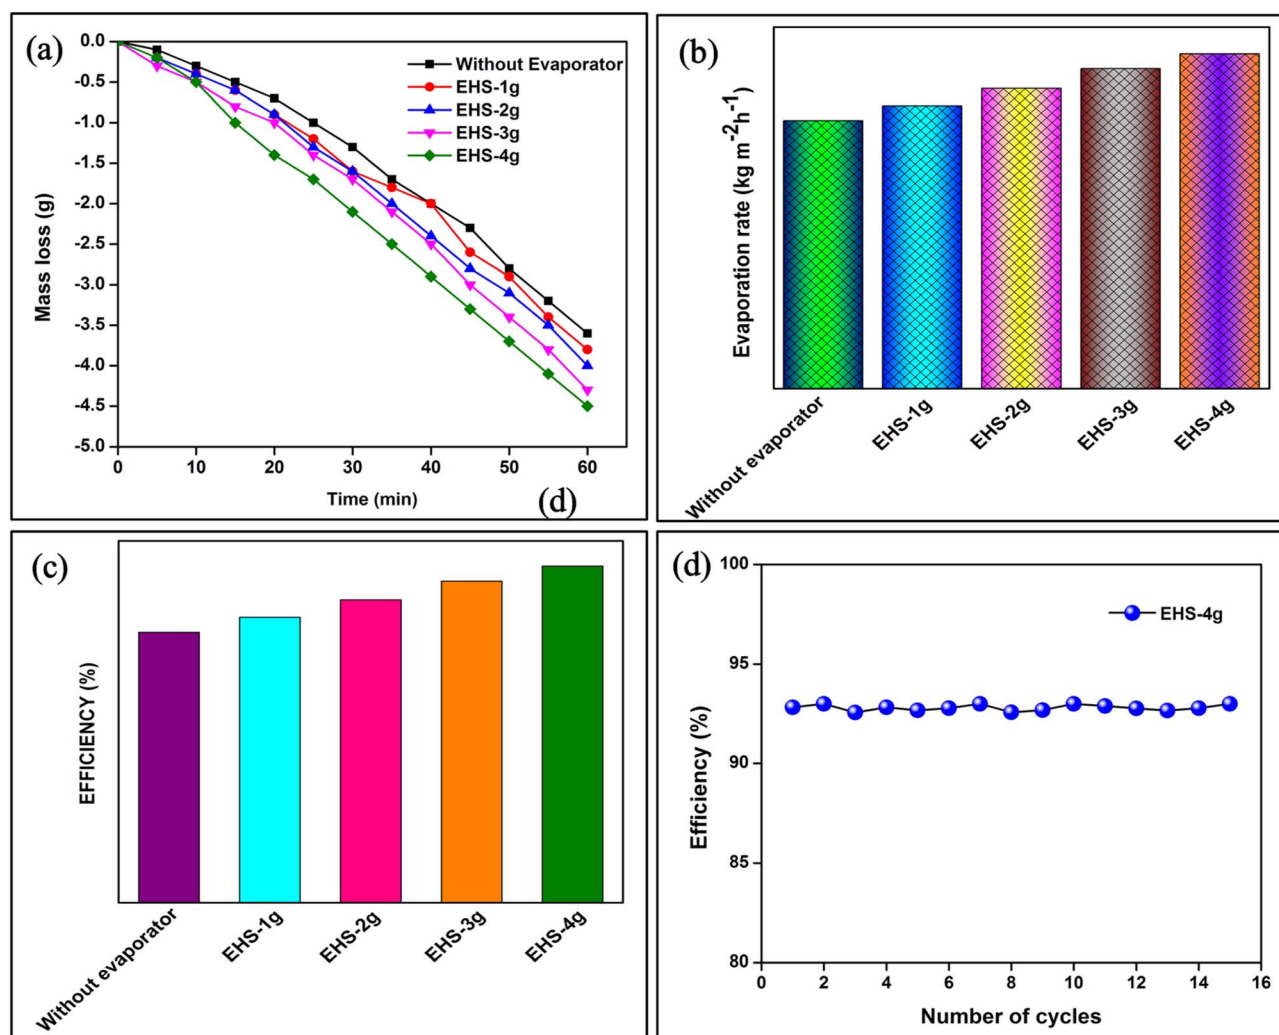 (a)
0.0
-0.5
-1.0
-1.5
-2.0
-2.5
-3.0
-3.5
-4.0
-4.5
-5.0
Mass loss (g)
Without Evaporator
EHS-1g
EHS-2g
EHS-3g
EHS-4g
0 10 20 30 40 50 60
Time (min)
(d)
(b)
Evaporation rate (kg m⁻²h⁻¹)
Without evaporator
EHS-1g
EHS-2g
EHS-3g
EHS-4g
(c)
EFFICIENCY (%)
Without evaporator
EHS-1g
EHS-2g
EHS-3g
EHS-4g
(d)
100
95
90
85
80
Efficiency (%)
EHS-4g
0 2 4 6 8 10 12 14 16
Number of cycles